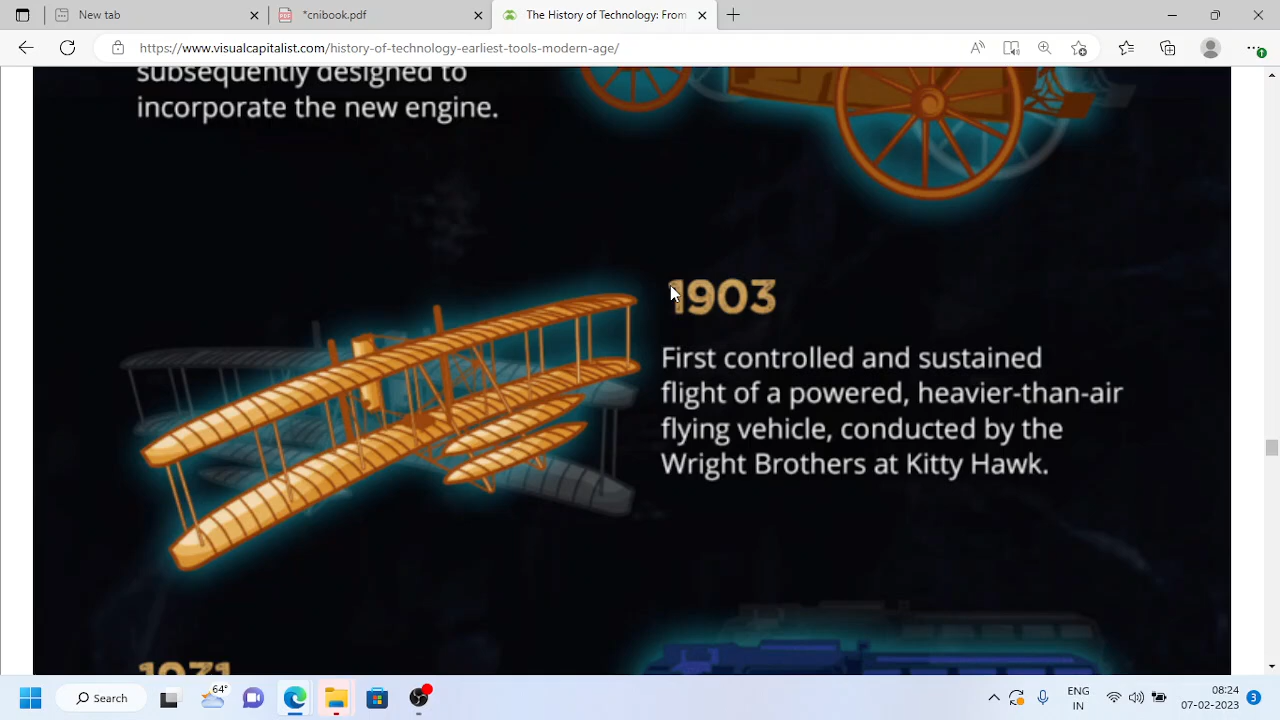 New tab
*cnibook.pdf
The History of Technology: From
https://www.visualcapitalist.com/history-of-technology-earliest-tools-modern-age/
subsequently designed to
incorporate the new engine.
1903
First controlled and sustained
flight of a powered, heavier-than-air
flying vehicle, conducted by the
Wright Brothers at Kitty Hawk.
1931
Search
64°
ENG
IN
08:24
07-02-2023
3